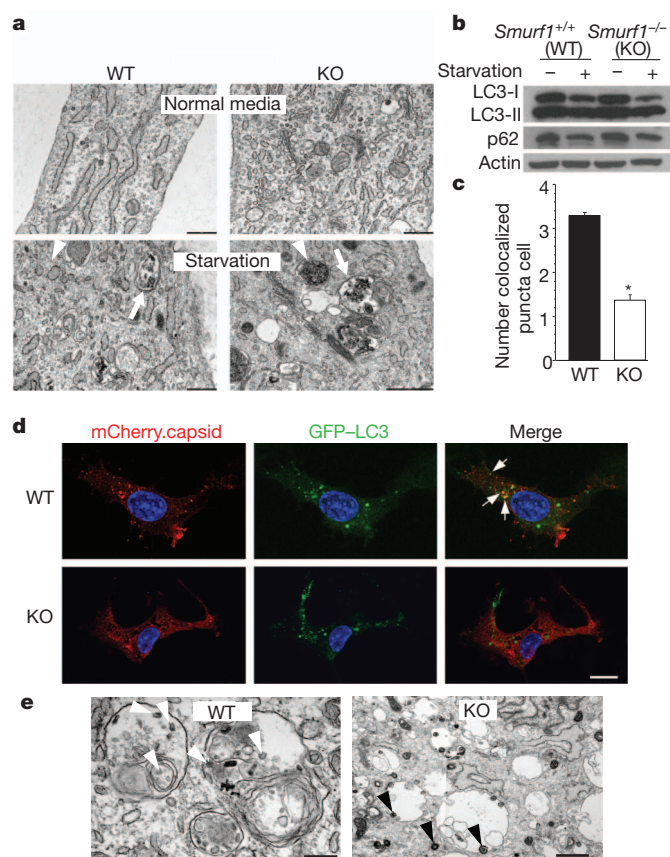 a
WT KO
Normal media
Starvation
b
Smurf1+/+ Smurf1–/–
(WT) (KO)
Starvation – + – +
LC3-I
LC3-II
p62
Actin
c
Number colocalized
puncta cell
4
3
2
1
0
*
WT KO
d
mCherry.capsid GFP–LC3 Merge
WT
KO
e
WT KO